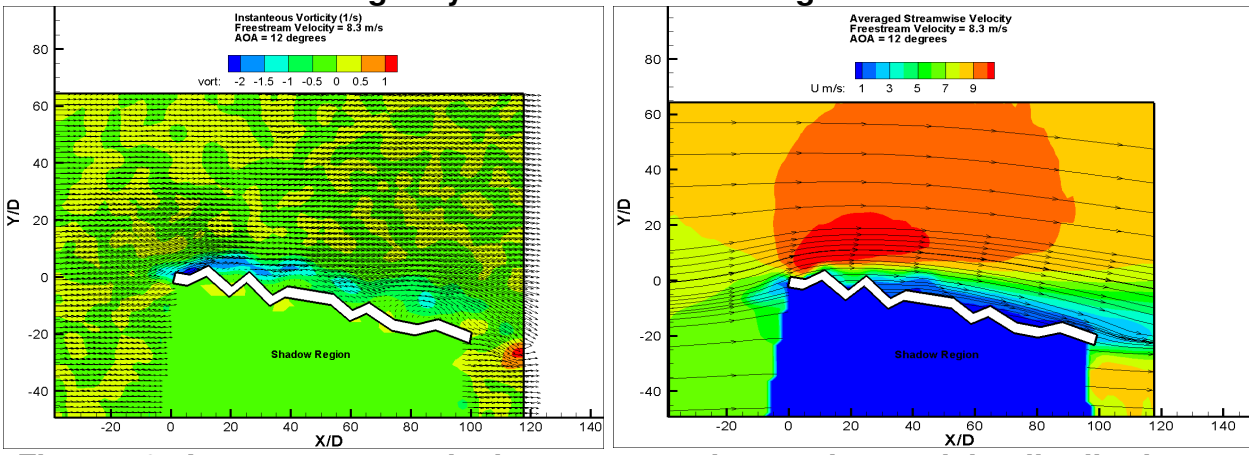 Instanteous Vorticity (1/s)
Freestream Velocity = 8.3 m/s
AOA = 12 degrees
vort: -2 -1.5 -1 -0.5 0 0.5 1
80
60
40
20
0
-20
-40
Y/D
Shadow Region
-20 0 20 40 60 80 100 120 140
X/D
Averaged Streamwise Velocity
Freestream Velocity = 8.3 m/s
AOA = 12 degrees
U m/s: 1 3 5 7 9
80
60
40
20
0
-20
-40
Y/D
Shadow Region
-20 0 20 40 60 80 100 120 140
X/D